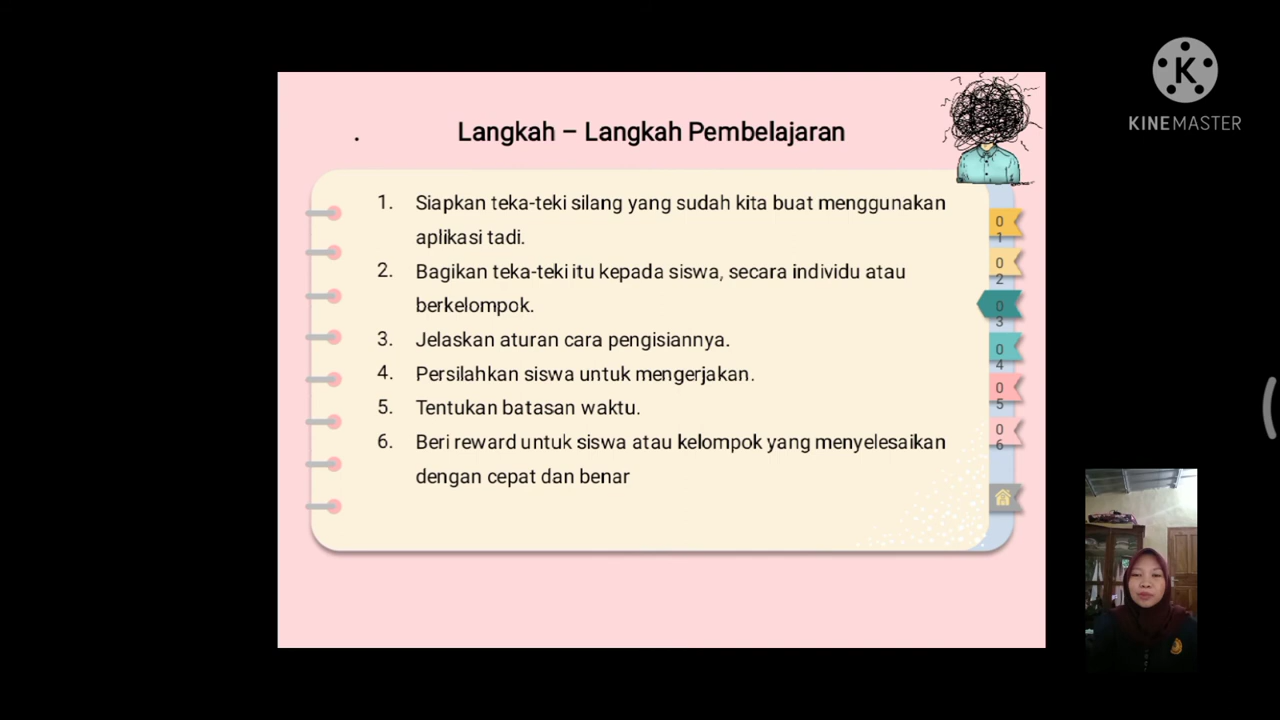 KINEMASTER
. Langkah – Langkah Pembelajaran
1. Siapkan teka-teki silang yang sudah kita buat menggunakan
aplikasi tadi.
2. Bagikan teka-teki itu kepada siswa, secara individu atau
berkelompok.
3. Jelaskan aturan cara pengisiannya.
4. Persilahkan siswa untuk mengerjakan.
5. Tentukan batasan waktu.
6. Beri reward untuk siswa atau kelompok yang menyelesaikan
dengan cepat dan benar
01
02
03
04
05
06